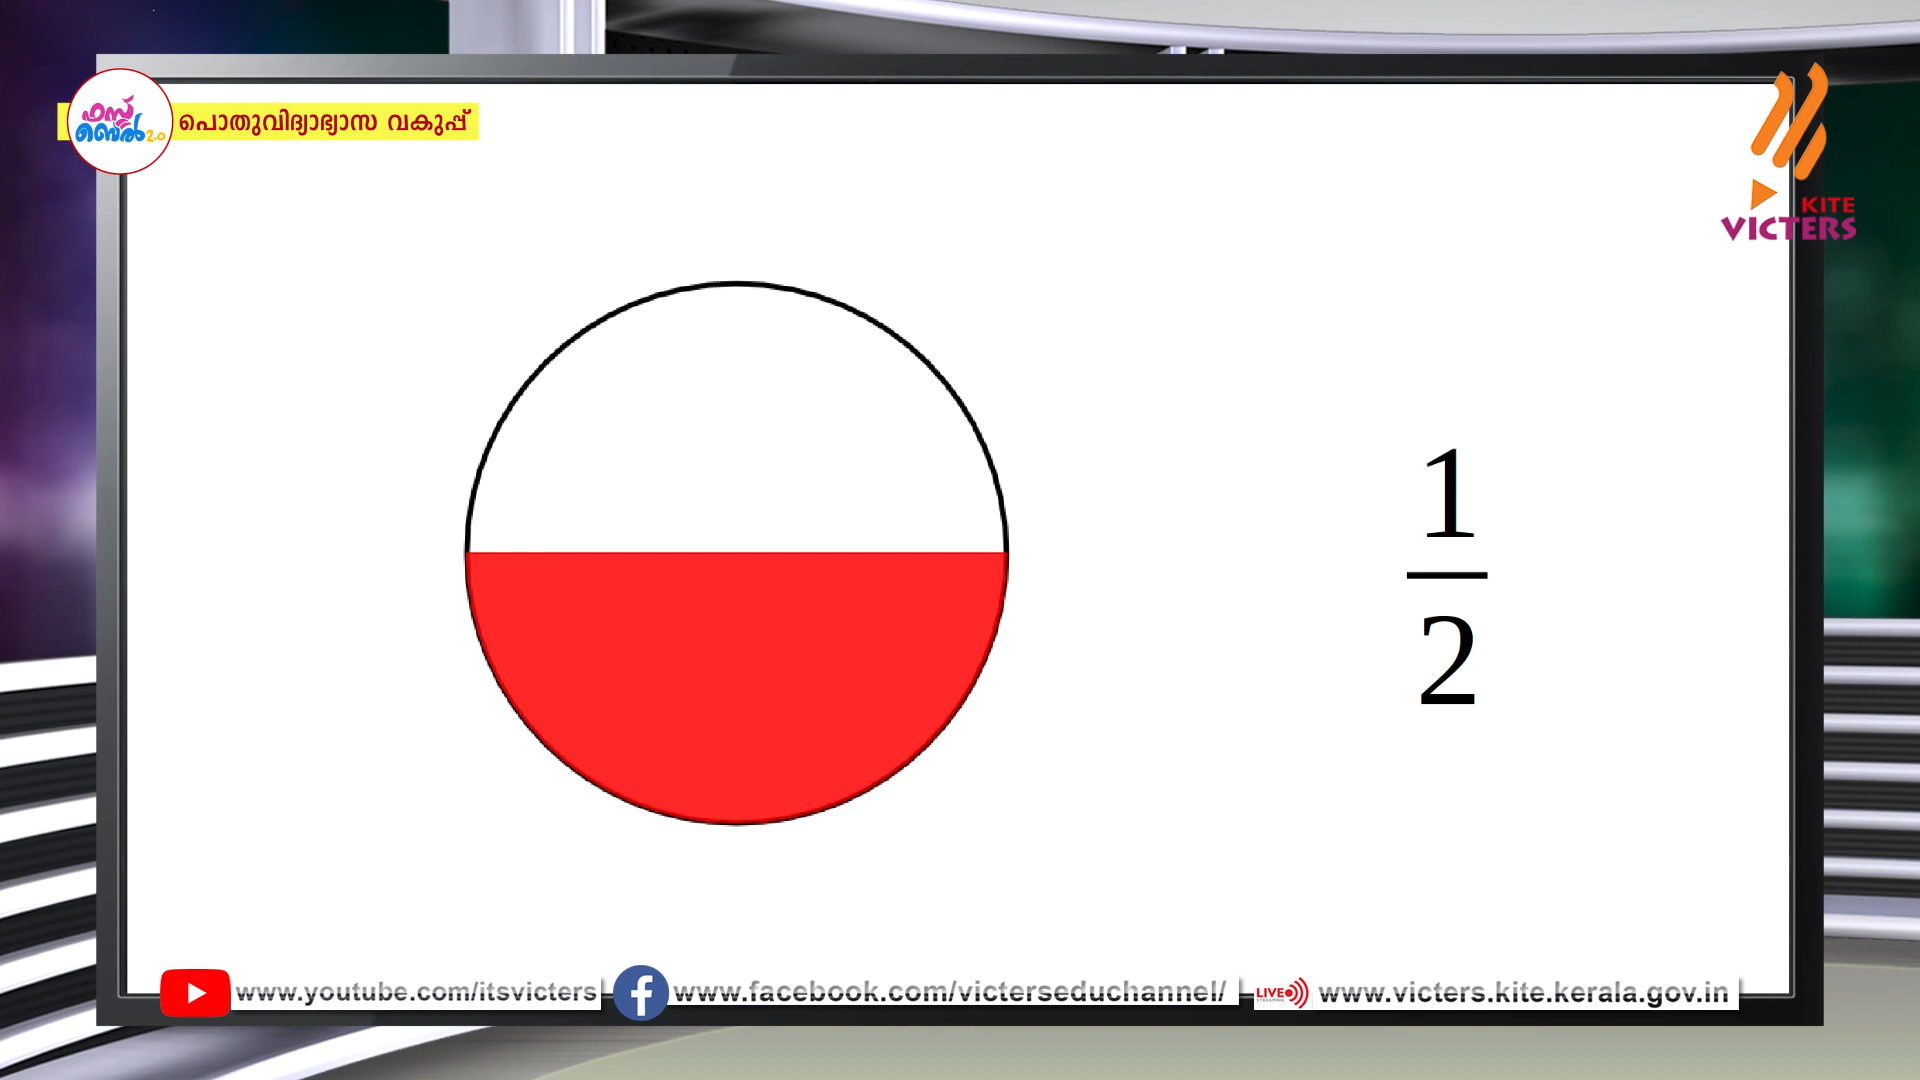 ഫസ്റ്റ്
ബെൽ 2.0
പൊതുവിദ്യാഭ്യാസ വകുപ്പ്
KITE
VICTERS
1
2
www.youtube.com/itsvicters
www.facebook.com/victerseduchannel/
LIVE
STREAMING
www.victers.kite.kerala.gov.in